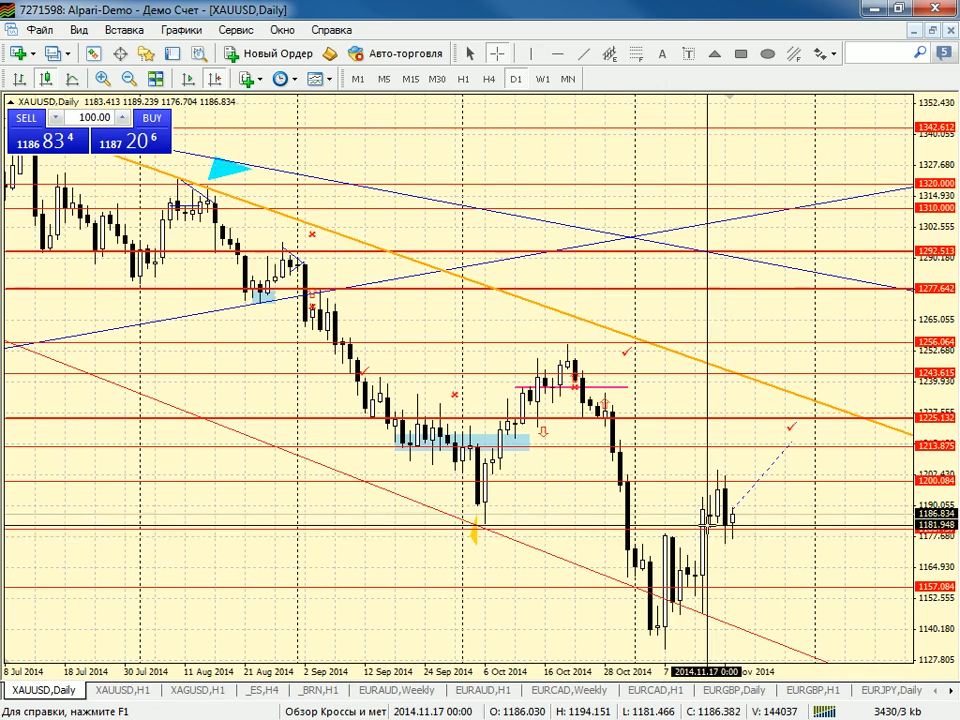 7271598: Alpari-Demo - Демо Счет - [XAUUSD,Daily]
Файл Вид Вставка Графики Сервис Окно Справка
Новый Ордер Авто-торговля 5
M1 M5 M15 M30 H1 H4 D1 W1 MN
XAUUSD,Daily 1183.413 1189.239 1176.704 1186.834
SELL 100.00 BUY
1186 83 4 1187 20 6
1352.430
1342.612
1340.055
1327.680
1320.000
1314.930
1310.000
1302.555
1292.513
1290.180
1277.642
1265.055
1256.064
1252.680
1243.615
1239.930
1225.132
1213.875
1202.430
1200.084
1190.055
1186.834
1181.948
1177.680
1164.930
1157.084
1152.555
1140.180
1127.805
8 Jul 2014 18 Jul 2014 30 Jul 2014 11 Aug 2014 21 Aug 2014 2 Sep 2014 12 Sep 2014 24 Sep 2014 6 Oct 2014 16 Oct 2014 28 Oct 2014 7 2014.11.17 0:00 ov 2014
XAUUSD,Daily XAUUSD,H1 XAGUSD,H1 _ES,H4 _BRN,H1 EURAUD,Weekly EURAUD,H1 EURCAD,Weekly EURCAD,H1 EURGBP,Daily EURGBP,H1 EURJPY,Daily
Для справки, нажмите F1 Обзор Кроссы и мет 2014.11.17 00:00 O: 1186.030 H: 1194.151 L: 1181.466 C: 1186.382 V: 144037 3430/3 kb